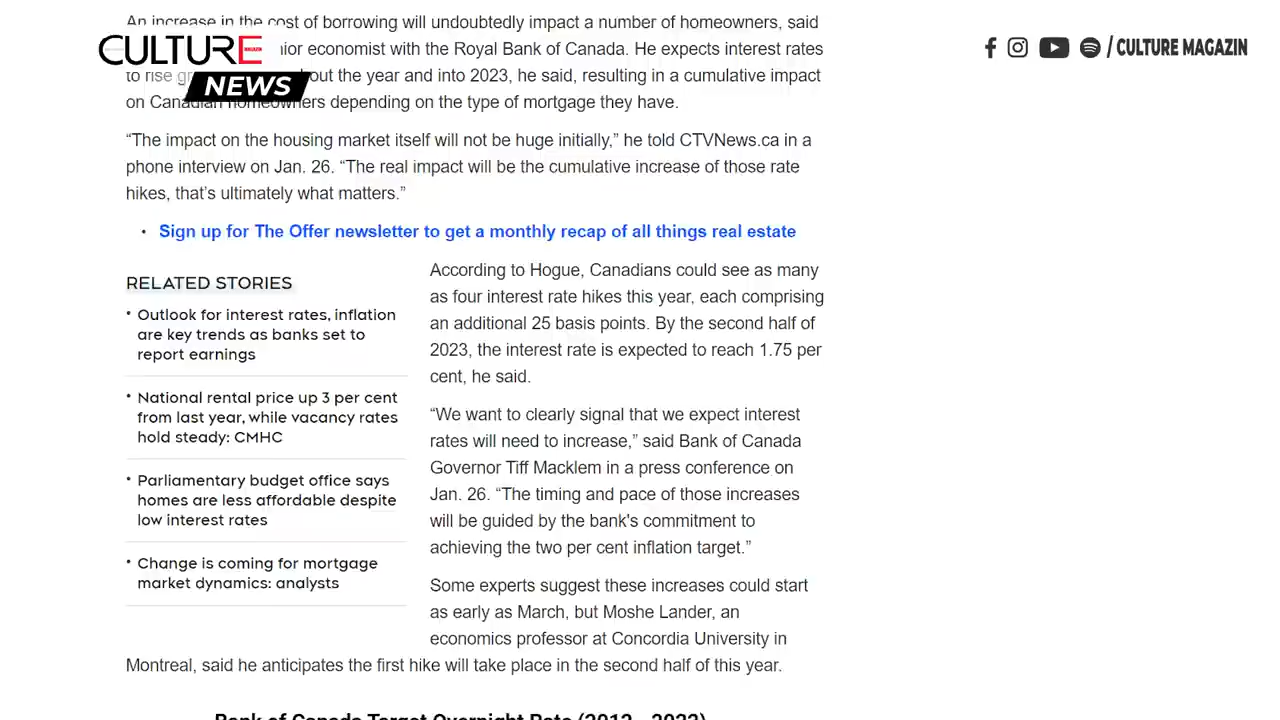 An increase in the cost of borrowing will undoubtedly impact a number of homeowners, said
CULTURE
NEWS
/ CULTURE MAGAZIN
economist with the Royal Bank of Canada. He expects interest rates
to rise the year and into 2023, he said, resulting in a cumulative impact
on Canadian homeowners depending on the type of mortgage they have.
“The impact on the housing market itself will not be huge initially,” he told CTVNews.ca in a
phone interview on Jan. 26. “The real impact will be the cumulative increase of those rate
hikes, that’s ultimately what matters.”
• Sign up for The Offer newsletter to get a monthly recap of all things real estate
RELATED STORIES
• Outlook for interest rates, inflation
are key trends as banks set to
report earnings
• National rental price up 3 per cent
from last year, while vacancy rates
hold steady: CMHC
• Parliamentary budget office says
homes are less affordable despite
low interest rates
• Change is coming for mortgage
market dynamics: analysts
According to Hogue, Canadians could see as many
as four interest rate hikes this year, each comprising
an additional 25 basis points. By the second half of
2023, the interest rate is expected to reach 1.75 per
cent, he said.
“We want to clearly signal that we expect interest
rates will need to increase,” said Bank of Canada
Governor Tiff Macklem in a press conference on
Jan. 26. “The timing and pace of those increases
will be guided by the bank's commitment to
achieving the two per cent inflation target.”
Some experts suggest these increases could start
as early as March, but Moshe Lander, an
economics professor at Concordia University in
Montreal, said he anticipates the first hike will take place in the second half of this year.
Bank of Canada Target Overnight Rate (2012 - 2022)